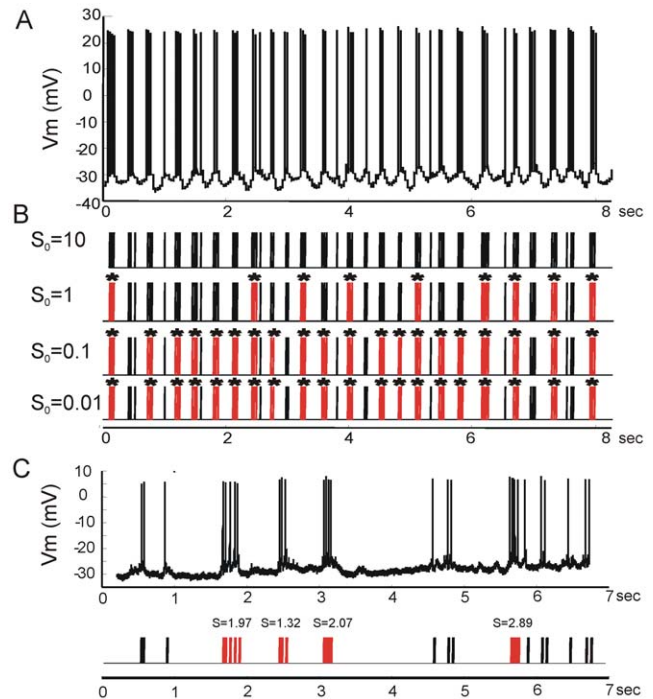 A
30
20
10
0
-10
-20
-30
-40
Vm (mV)
0 2 4 6 8 sec
B
S₀=10
S₀=1
S₀=0.1
S₀=0.01
0 2 4 6 8 sec
C
10
0
-10
-20
-30
Vm (mV)
0 1 2 3 4 5 6 7 sec
S=1.97 S=1.32 S=2.07 S=2.89
0 1 2 3 4 5 6 7 sec